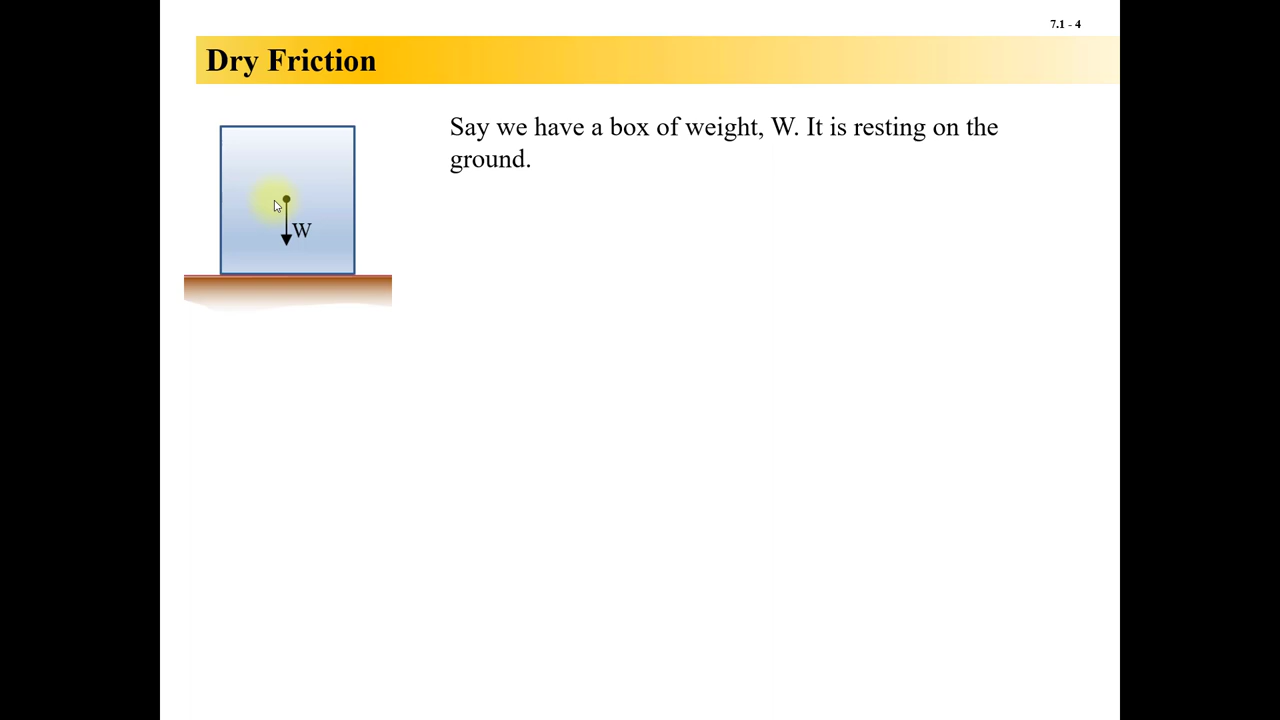 7.1 - 4
Dry Friction
Say we have a box of weight, W. It is resting on the
ground.
W